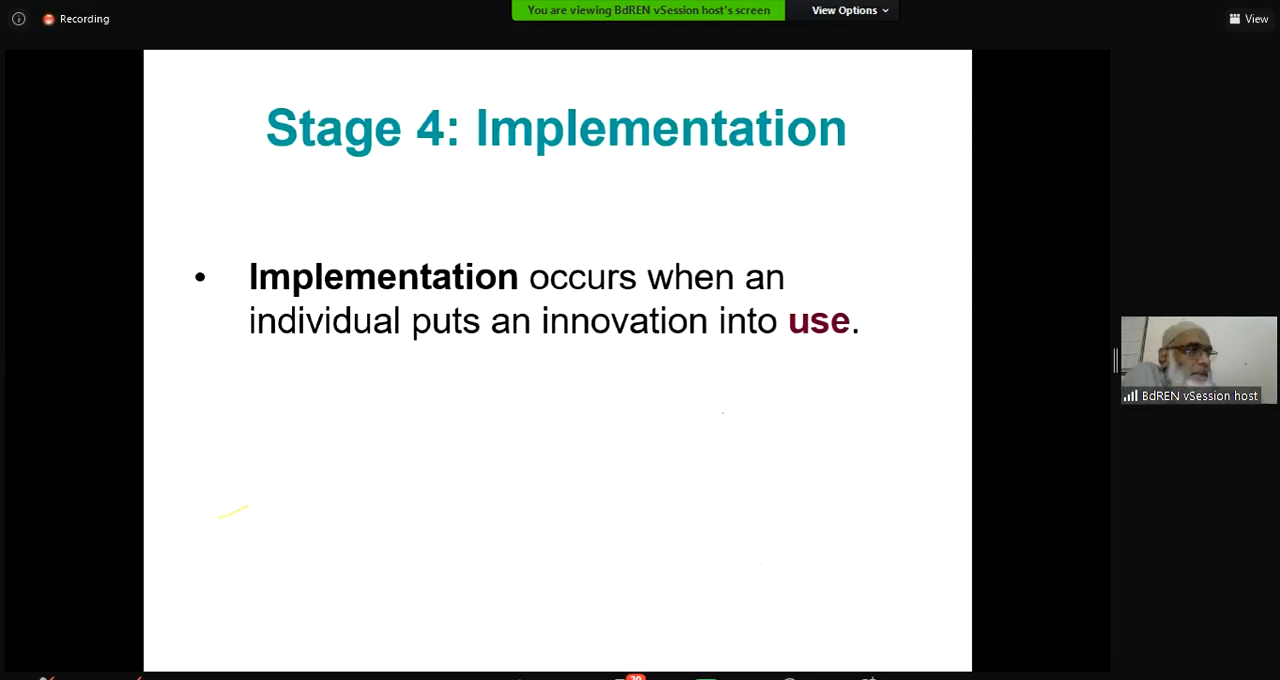 Recording
You are viewing BdREN vSession host's screen
View Options
View
Stage 4: Implementation
• Implementation occurs when an
individual puts an innovation into use.
BdREN vSession host